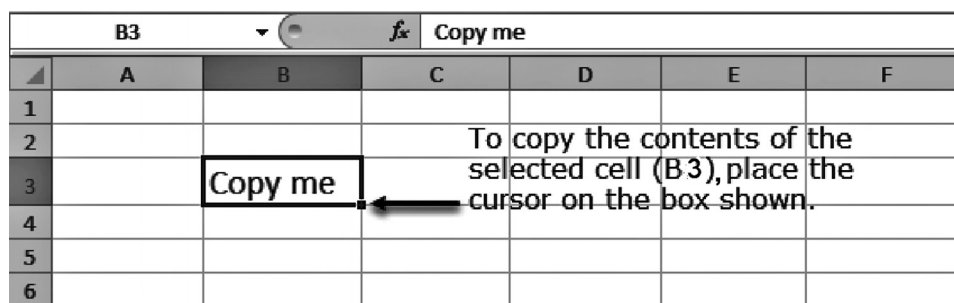 B3 fx Copy me
A B C D E F
1
2
To copy the contents of the
selected cell (B3), place the
3 Copy me
cursor on the box shown.
4
5
6